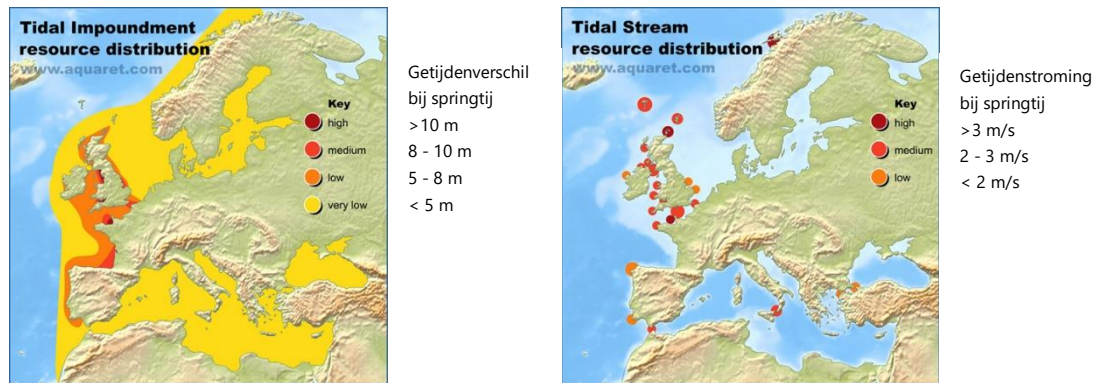 Tidal Impoundment
resource distribution
www.aquaret.com
Key
high
medium
low
very low
Getijdenverschil
bij springtij
>10 m
8 - 10 m
5 - 8 m
< 5 m
Tidal Stream
resource distribution
www.aquaret.com
Key
high
medium
low
Getijdenstroming
bij springtij
>3 m/s
2 - 3 m/s
< 2 m/s